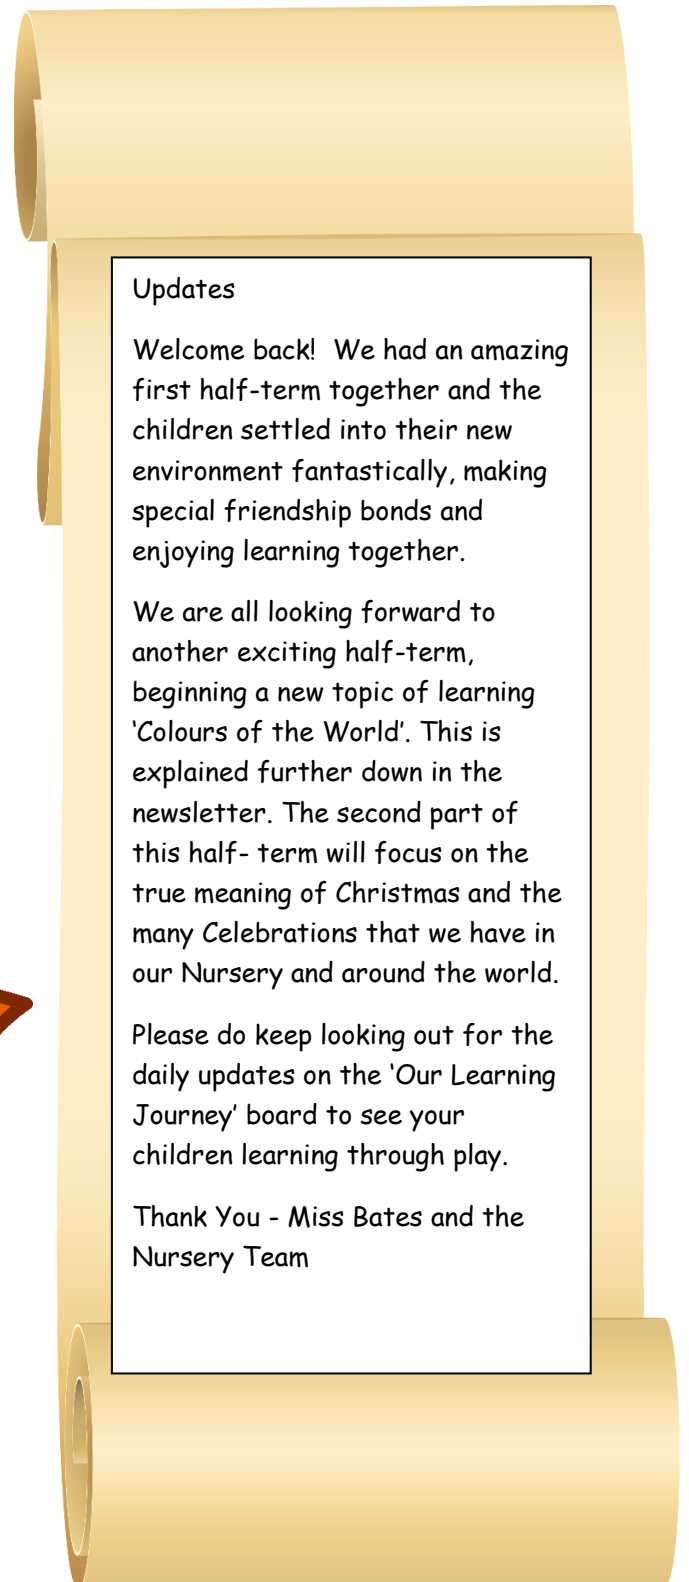 Updates
Welcome back!  We had an amazing
first half-term together and the
children settled into their new
environment fantastically, making
special friendship bonds and
enjoying learning together.
We are all looking forward to
another exciting half-term,
beginning a new topic of learning
‘Colours of the World’. This is
explained further down in the
newsletter. The second part of
this half- term will focus on the
true meaning of Christmas and the
many Celebrations that we have in
our Nursery and around the world.
Please do keep looking out for the
daily updates on the ‘Our Learning
Journey’ board to see your
children learning through play.
Thank You - Miss Bates and the
Nursery Team